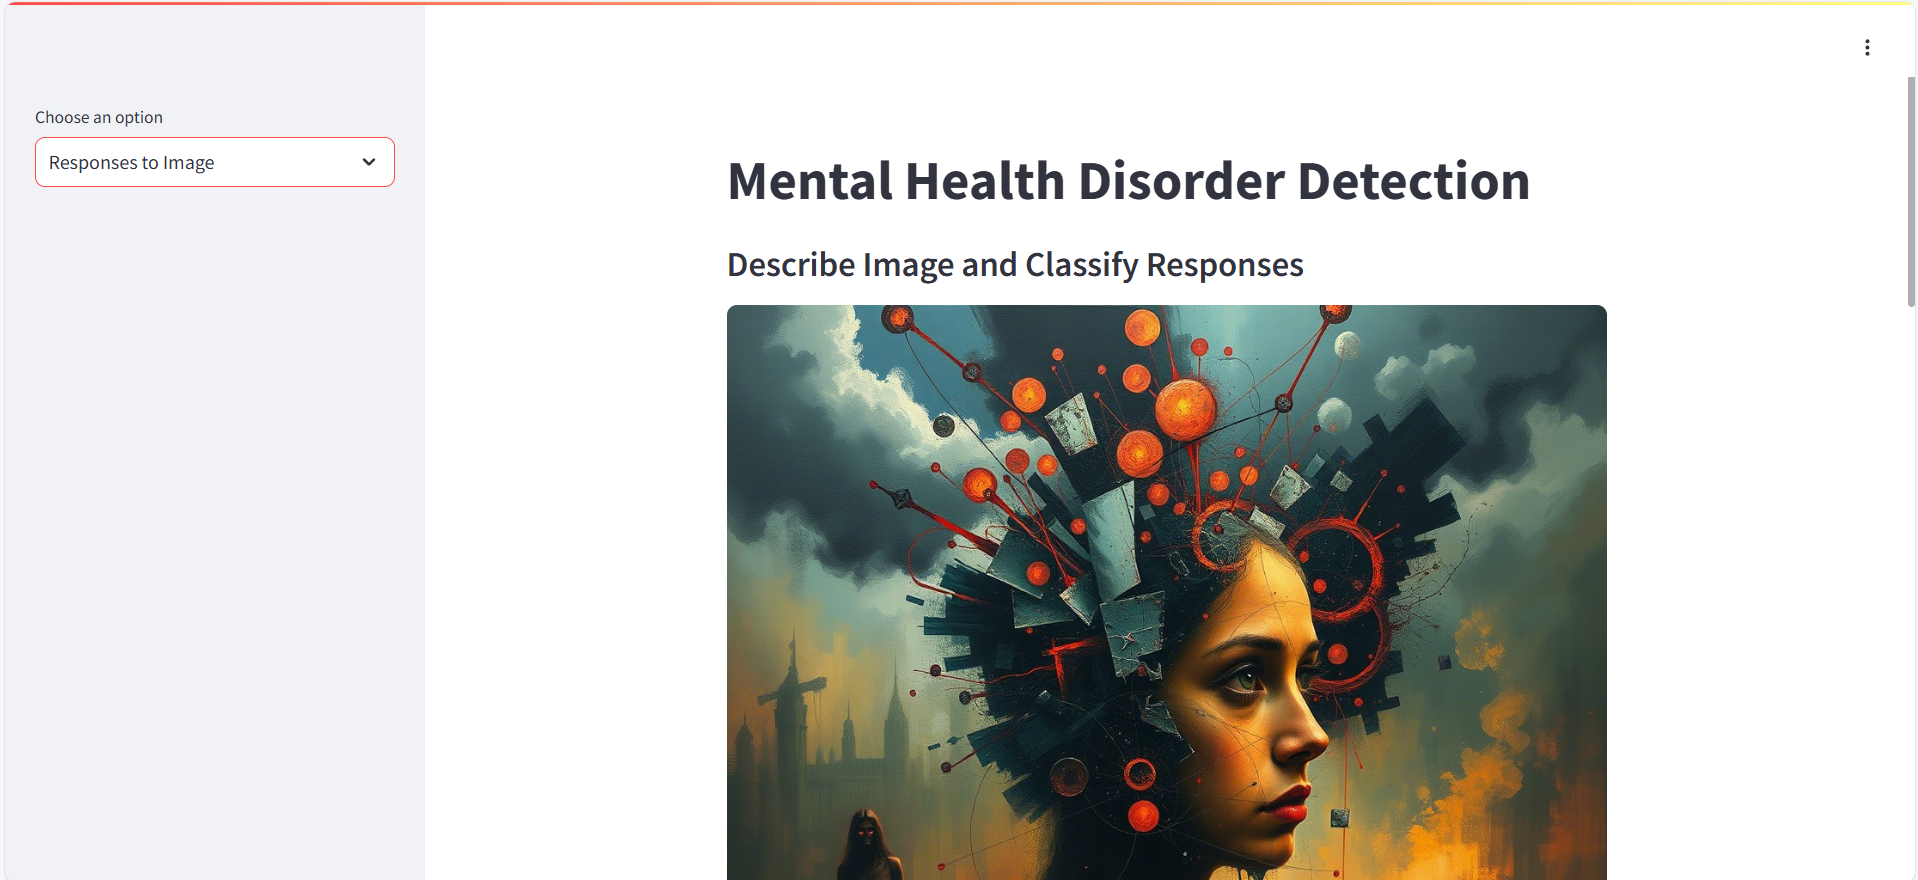 Choose an option
Responses to Image
Mental Health Disorder Detection
Describe Image and Classify Responses